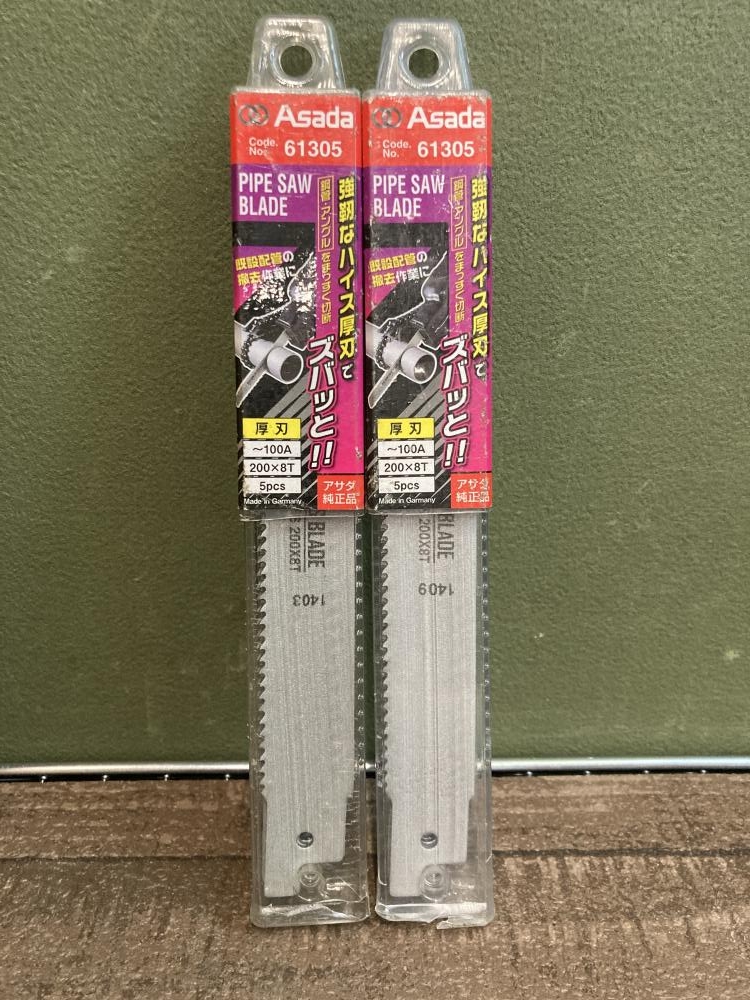 Asada
Code.
No. 61305
PIPE SAW
BLADE
強靭なハイス厚刃で
鋼管・アングルをまっすぐ切断
既設配管の
撤去作業に
ズバッと!!
厚刃
〜100A
200×8T
5pcs
アサダ
純正品
Made in Germany
BLADE
200X8T
1403
Asada
Code.
No. 61305
PIPE SAW
BLADE
強靭なハイス厚刃で
鋼管・アングルをまっすぐ切断
既設配管の
撤去作業に
ズバッと!!
厚刃
〜100A
200×8T
5pcs
アサダ
純正品
Made in Germany
BLADE
200X8T
1409